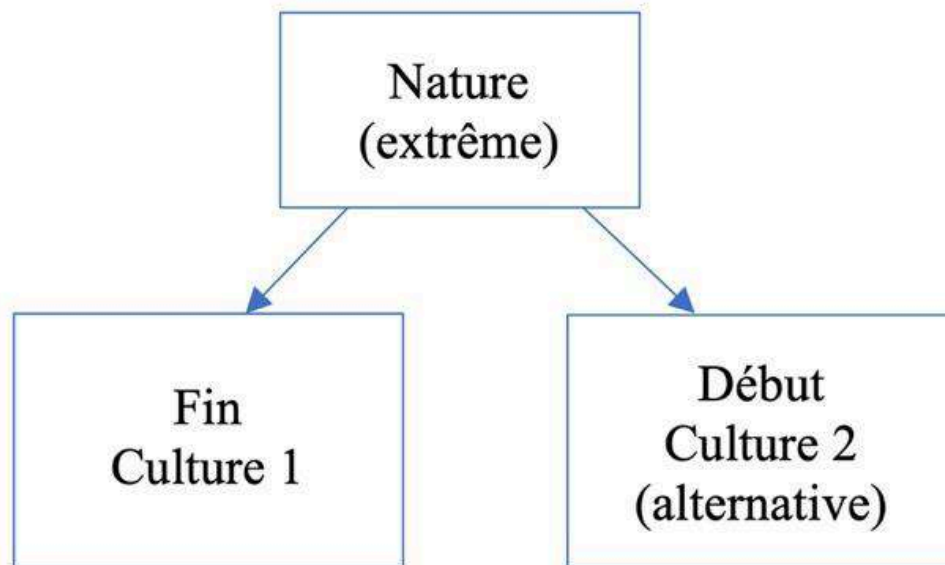 Nature
(extrême)
Fin
Culture 1
Début
Culture 2
(alternative)